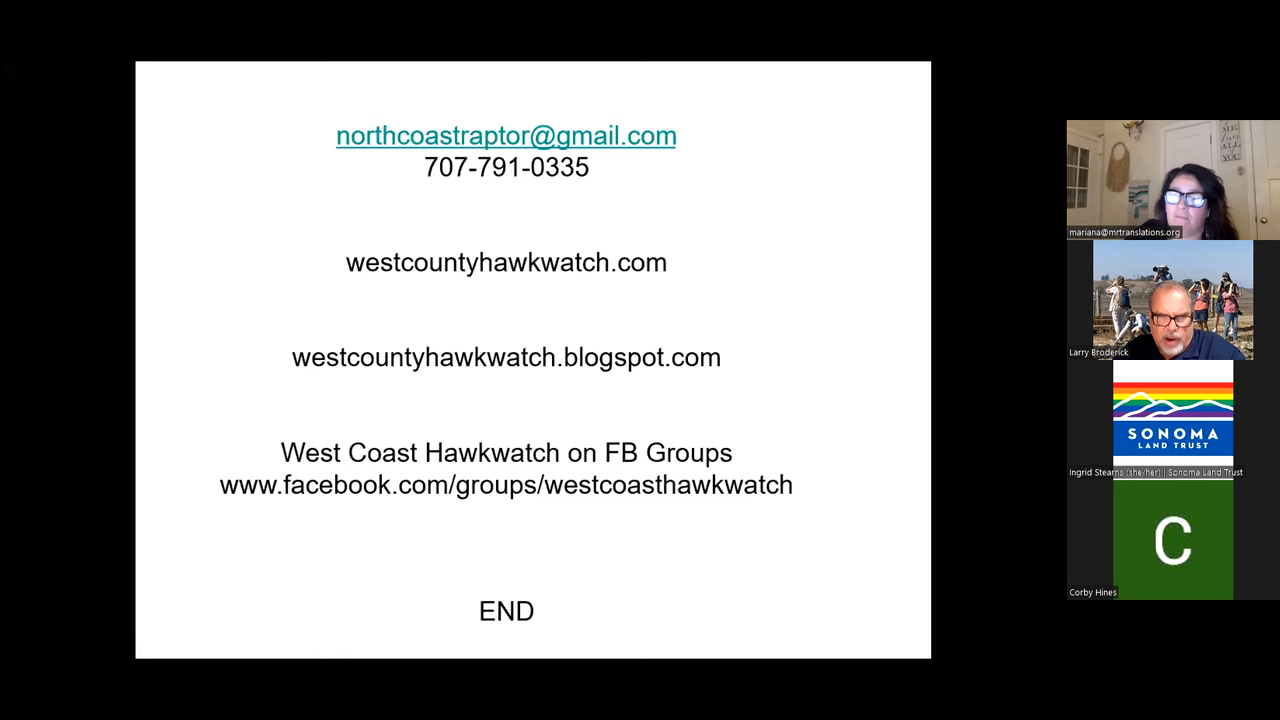 northcoastraptor@gmail.com
707-791-0335
westcountyhawkwatch.com
westcountyhawkwatch.blogspot.com
West Coast Hawkwatch on FB Groups
www.facebook.com/groups/westcoasthawkwatch
END
mariana@mrtranslations.org
Larry Broderick
SONOMA
LAND TRUST
Ingrid Stearns (she/her) | Sonoma Land Trust
C
Corby Hines